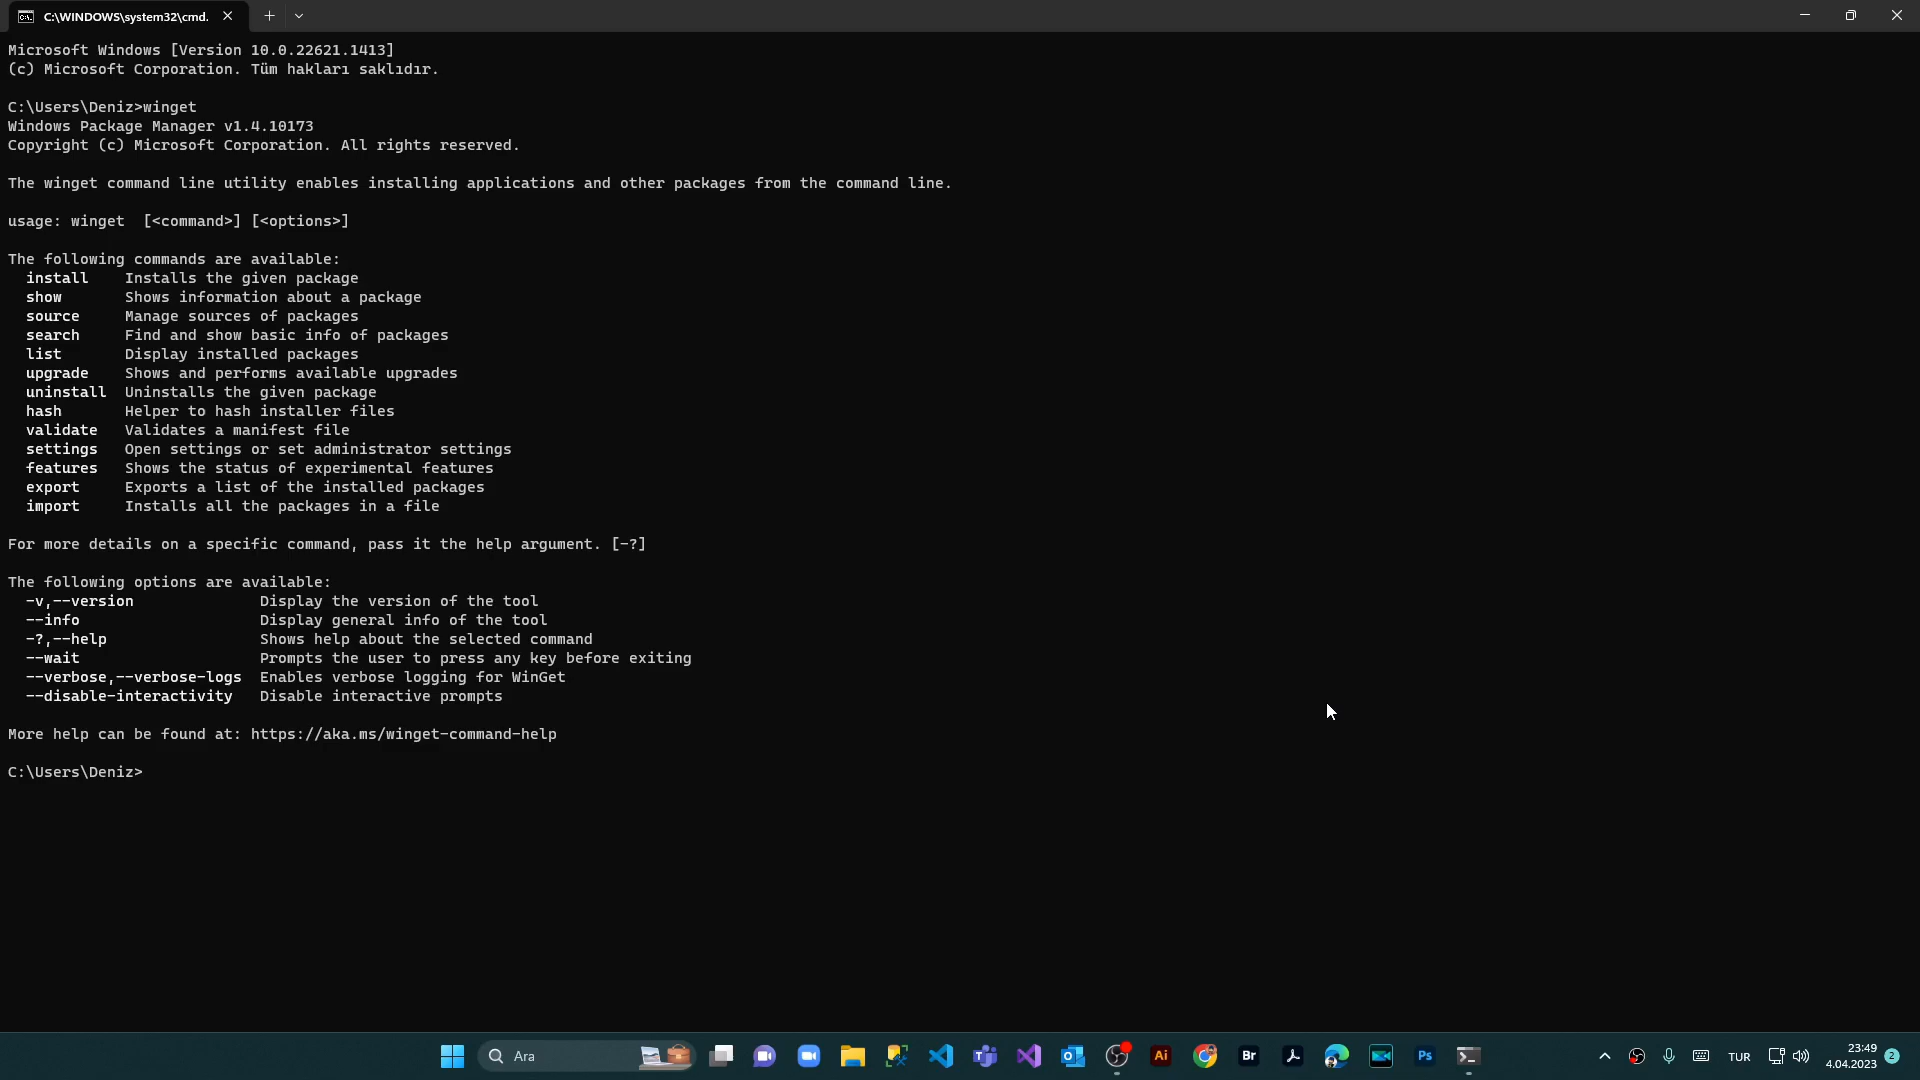 C:\WINDOWS\system32\cmd.
Microsoft Windows [Version 10.0.22621.1413]
(c) Microsoft Corporation. Tüm hakları saklıdır.
C:\Users\Deniz>winget
Windows Package Manager v1.4.10173
Copyright (c) Microsoft Corporation. All rights reserved.
The winget command line utility enables installing applications and other packages from the command line.
usage: winget  [<command>] [<options>]
The following commands are available:
install    Installs the given package
show       Shows information about a package
source     Manage sources of packages
search     Find and show basic info of packages
list       Display installed packages
upgrade    Shows and performs available upgrades
uninstall  Uninstalls the given package
hash       Helper to hash installer files
validate   Validates a manifest file
settings   Open settings or set administrator settings
features   Shows the status of experimental features
export     Exports a list of the installed packages
import     Installs all the packages in a file
For more details on a specific command, pass it the help argument. [-?]
The following options are available:
-v,--version              Display the version of the tool
--info                    Display general info of the tool
-?,--help                 Shows help about the selected command
--wait                    Prompts the user to press any key before exiting
--verbose,--verbose-logs  Enables verbose logging for WinGet
--disable-interactivity   Disable interactive prompts
More help can be found at: https://aka.ms/winget-command-help
C:\Users\Deniz>
Ara
Ai
Br
Ps
TUR
23:49
4.04.2023
2